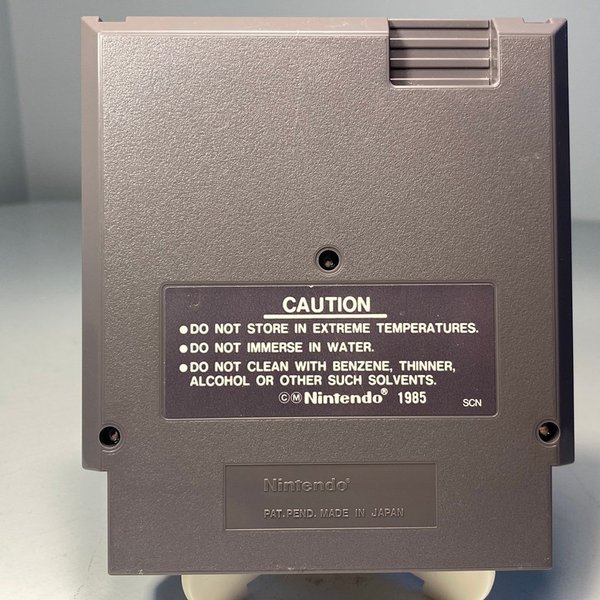 CAUTION
●DO NOT STORE IN EXTREME TEMPERATURES.
●DO NOT IMMERSE IN WATER.
●DO NOT CLEAN WITH BENZENE, THINNER,
ALCOHOL OR OTHER SUCH SOLVENTS.
©Ⓜ Nintendo® 1985 SCN
Nintendo®
PAT. PEND. MADE IN JAPAN